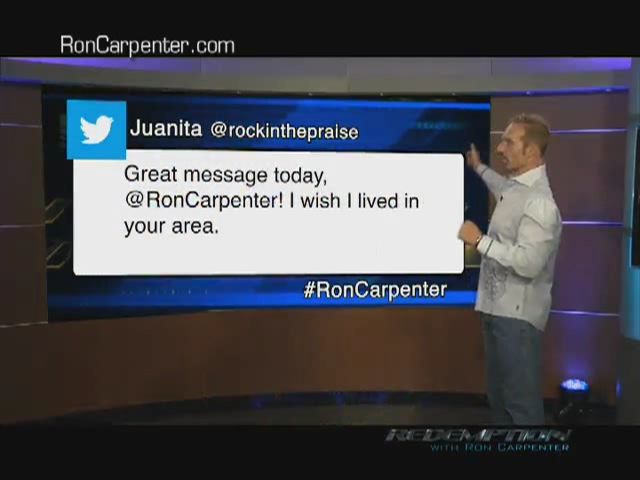 RonCarpenter.com
Juanita @rockinthepraise
Great message today,
@RonCarpenter! I wish I lived in
your area.
#RonCarpenter
REDEMPTION
WITH RON CARPENTER